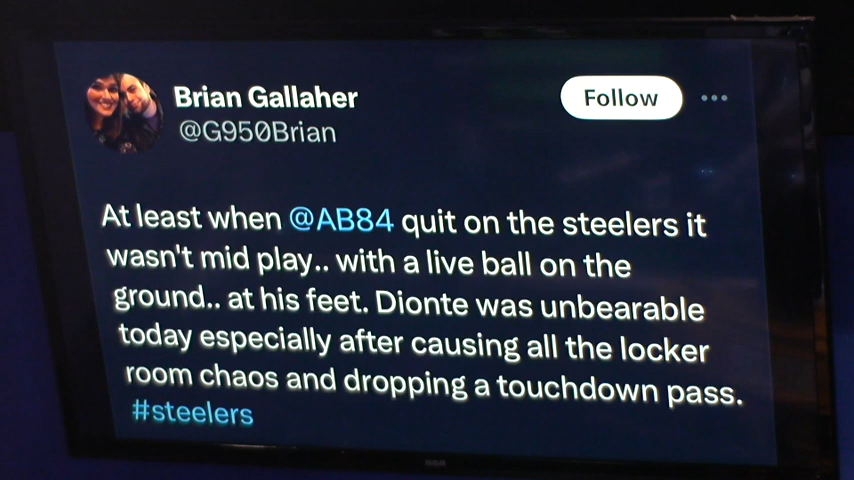 Brian Gallaher
Follow
@G950Brian
At least when @AB84 quit on the steelers it
wasn't mid play.. with a live ball on the
ground.. at his feet. Dionte was unbearable
today especially after causing all the locker
room chaos and dropping a touchdown pass.
#steelers
RCA